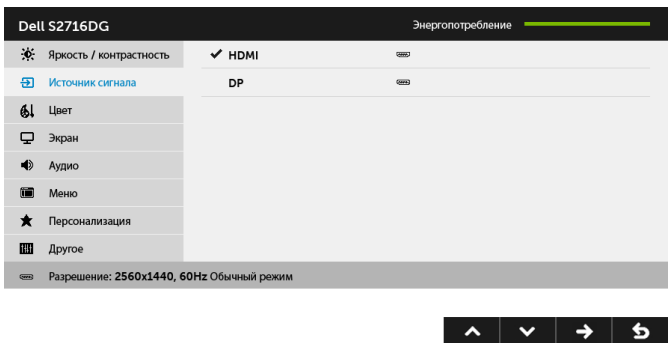 Dell S2716DG
Энергопотребление
Яркость / контрастность
HDMI
Источник сигнала
DP
Цвет
Экран
Аудио
Меню
Персонализация
Другое
Разрешение: 2560x1440, 60Hz Обычный режим